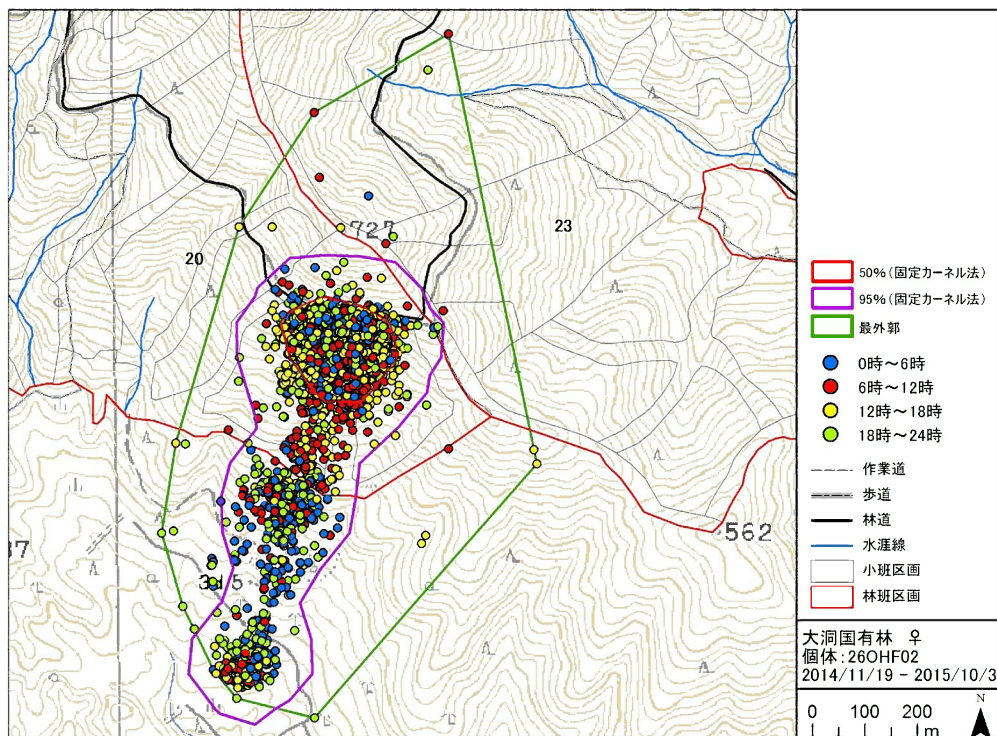 727
23
20
562
37
315
50%(固定カーネル法)
95%(固定カーネル法)
最外郭
0時～6時
6時～12時
12時～18時
18時～24時
作業道
歩道
林道
水涯線
小班区画
林班区画
大洞国有林 ♀
個体:26OHF02
2014/11/19 - 2015/10/3
N
0 100 200
m